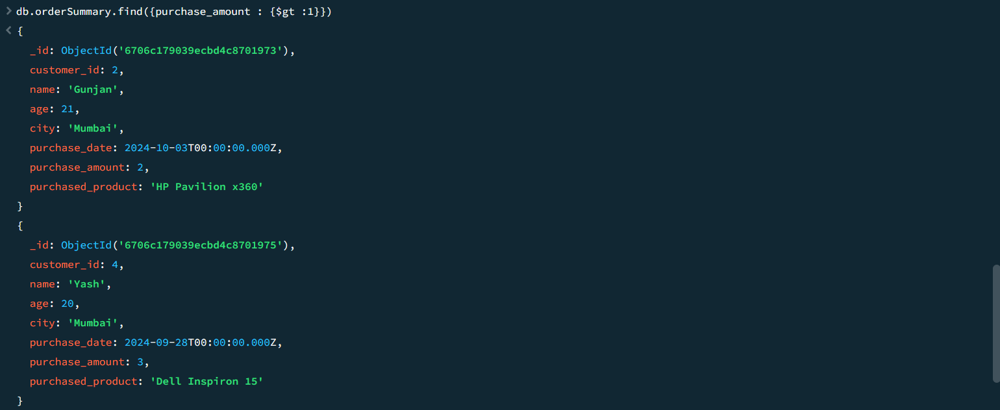 > db.orderSummary.find({purchase_amount : {$gt :1}})
< {
_id: ObjectId('6706c179039ecbd4c8701973'),
customer_id: 2,
name: 'Gunjan',
age: 21,
city: 'Mumbai',
purchase_date: 2024-10-03T00:00:00.000Z,
purchase_amount: 2,
purchased_product: 'HP Pavilion x360'
}
{
_id: ObjectId('6706c179039ecbd4c8701975'),
customer_id: 4,
name: 'Yash',
age: 20,
city: 'Mumbai',
purchase_date: 2024-09-28T00:00:00.000Z,
purchase_amount: 3,
purchased_product: 'Dell Inspiron 15'
}